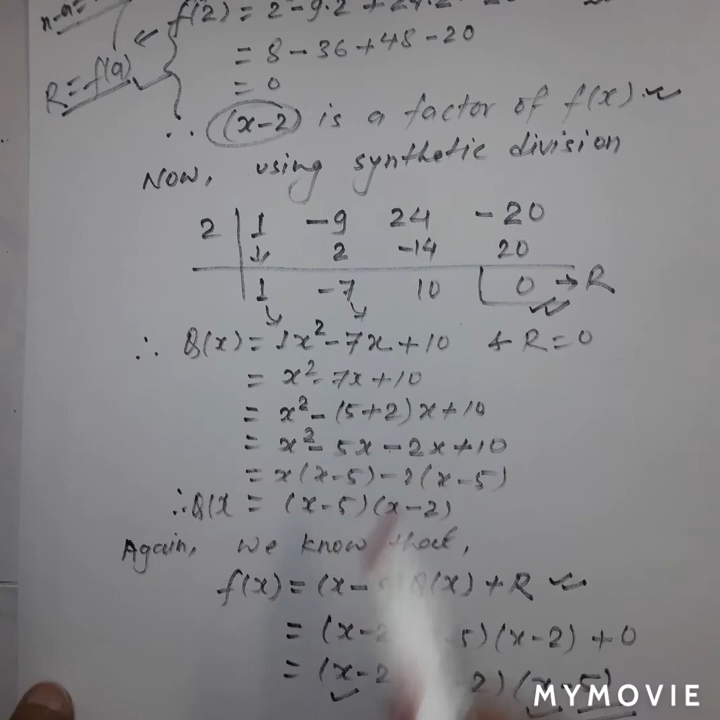 f(2) = 2 - 9.2 + 24.2
= 8 - 36 + 48 - 20
= 0
R = f(a)
∴ (x-2) is a factor of f(x).
Now, using synthetic division
2 | 1 -9 24 -20
↓ 2 -14 20
1 -7 10 0 → R
∴ Q(x) = 1x² - 7x + 10 & R = 0
= x² - 7x + 10
= x² - (5+2)x + 10
= x² - 5x - 2x + 10
= x(x-5) - 2(x-5)
∴ Q(x = (x-5)(x-2)
Again, we know that,
f(x) = (x- Q(x) + R
= (x-2 5)(x-2) + 0
= (x-2 2)(x-5)
MYMOVIE